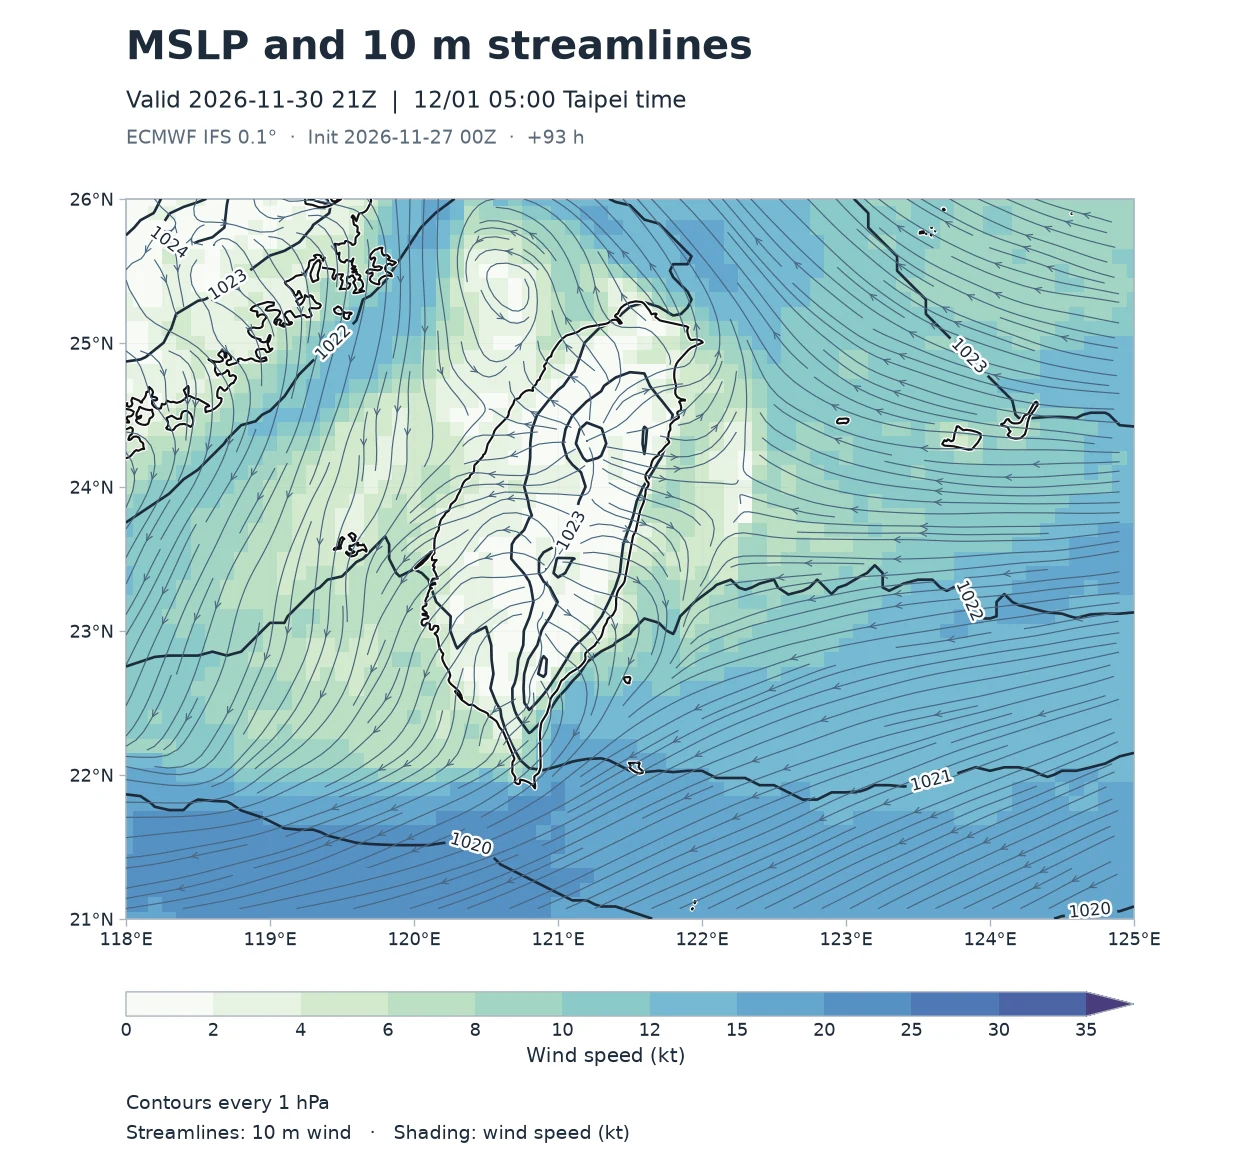 MSLP and 10 m streamlines
Valid 2026-11-30 21Z | 12/01 05:00 Taipei time
ECMWF IFS 0.1° · Init 2026-11-27 00Z · +93 h
26°N
1024
1023
1022
25°N
1023
24°N
1023
1022
23°N
22°N
1021
1020
1020
21°N
118°E 119°E 120°E 121°E 122°E 123°E 124°E 125°E
0 2 4 6 8 10 12 15 20 25 30 35
Wind speed (kt)
Contours every 1 hPa
Streamlines: 10 m wind · Shading: wind speed (kt)